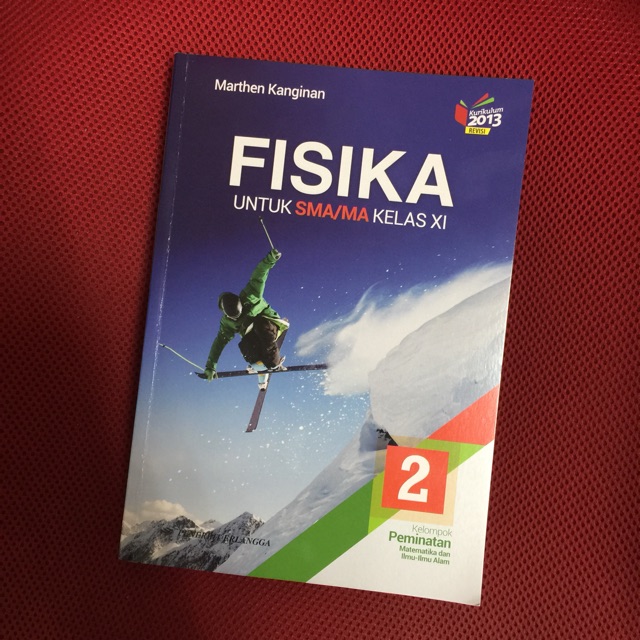 Marthen Kanginan
Kurikulum
2013
REVISI
FISIKA
UNTUK SMA/MA KELAS XI
2
Kelompok
Peminatan
Matematika dan
Ilmu-Ilmu Alam
PENERBIT ERLANGGA